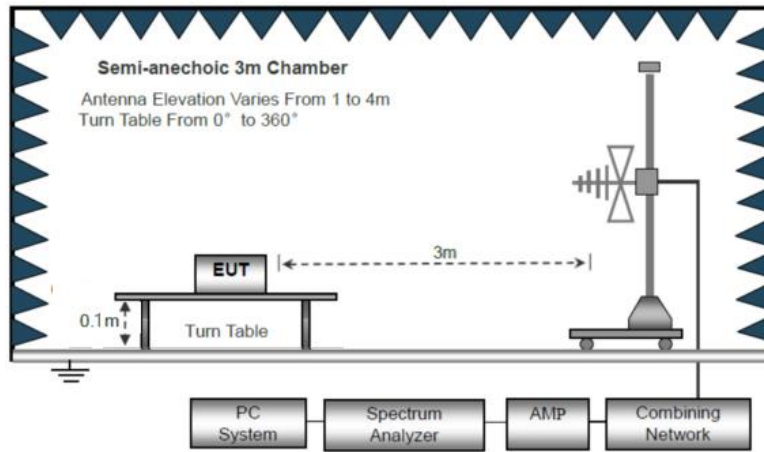 Semi-anechoic 3m Chamber
Antenna Elevation Varies From 1 to 4m
Turn Table From 0° to 360°
3m
EUT
0.1m
Turn Table
PC
System
Spectrum
Analyzer
AMP
Combining
Network